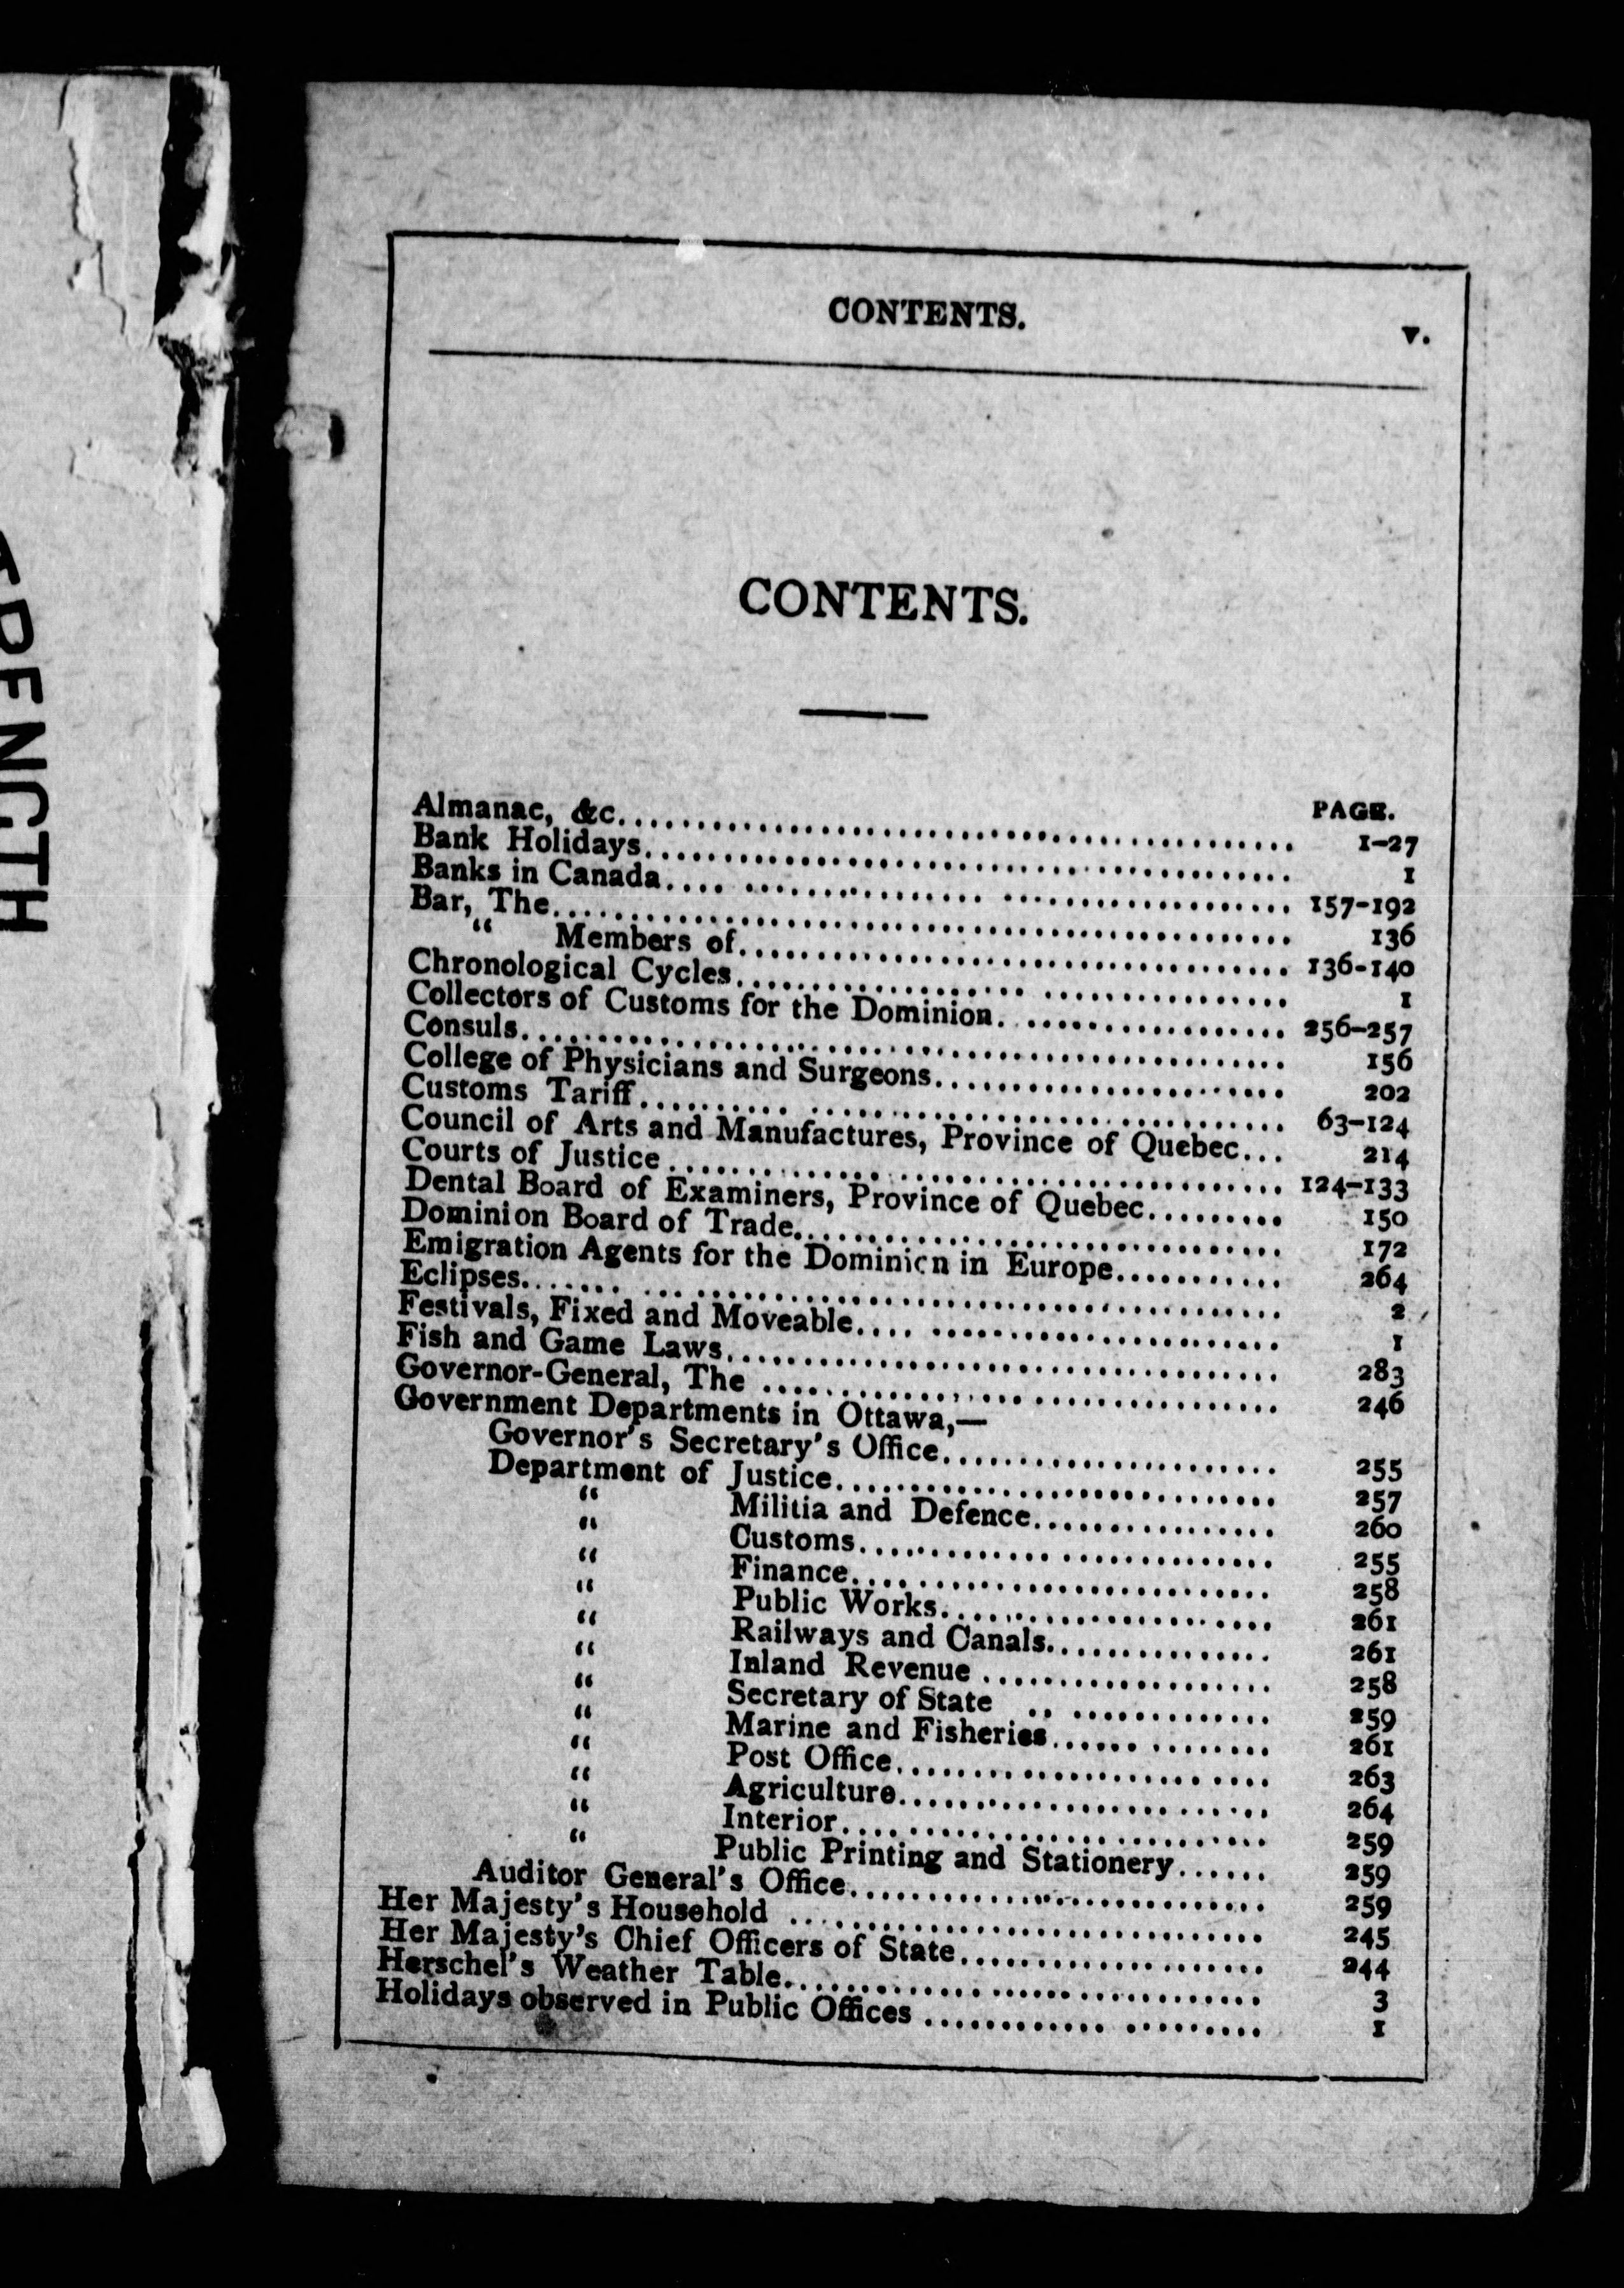 CONTENTS. v.
CONTENTS.
PAGE.
Almanac, &c. 1-27
Bank Holidays. 1
Banks in Canada. 157-192
Bar, The. 136
“ Members of. 136-140
Chronological Cycles. 1
Collectors of Customs for the Dominion. 256-257
Consuls. 156
College of Physicians and Surgeons. 202
Customs Tariff. 63-124
Council of Arts and Manufactures, Province of Quebec... 214
Courts of Justice 124-133
Dental Board of Examiners, Province of Quebec. 150
Dominion Board of Trade. 172
Emigration Agents for the Dominion in Europe. 264
Eclipses. 2
Festivals, Fixed and Moveable. 1
Fish and Game Laws. 283
Governor-General, The 246
Government Departments in Ottawa,—
Governor's Secretary's Office. 255
Department of Justice. 257
“ Militia and Defence. 260
“ Customs. 255
“ Finance. 258
“ Public Works. 261
“ Railways and Canals. 261
“ Inland Revenue 258
“ Secretary of State 259
“ Marine and Fisheries. 261
“ Post Office. 263
“ Agriculture. 264
“ Interior. 259
“ Public Printing and Stationery. 259
Auditor General's Office. 259
Her Majesty's Household 245
Her Majesty's Chief Officers of State. 244
Herschel's Weather Table. 3
Holidays observed in Public Offices 1